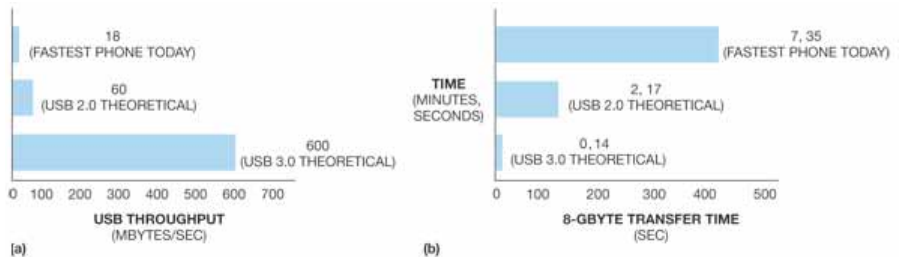 18
(FASTEST PHONE TODAY)
60
(USB 2.0 THEORETICAL)
600
(USB 3.0 THEORETICAL)
0 100 200 300 400 500 600 700
USB THROUGHPUT
(MBYTES/SEC)
(a)
TIME
(MINUTES,
SECONDS)
7, 35
(FASTEST PHONE TODAY)
2, 17
(USB 2.0 THEORETICAL)
0, 14
(USB 3.0 THEORETICAL)
0 100 200 300 400 500
8-GBYTE TRANSFER TIME
(SEC)
(b)